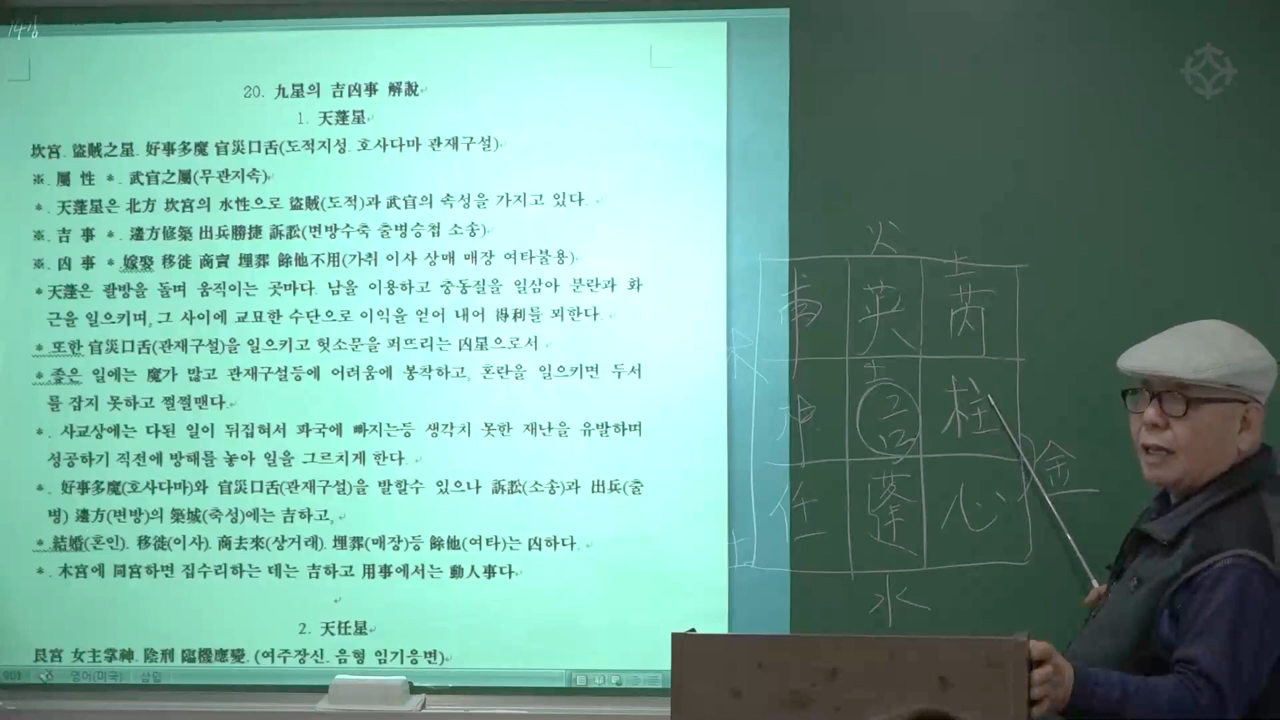 14강
20. 九星의 吉凶事 解說
1. 天蓬星
坎宮. 盜賊之星. 好事多魔 官災口舌(도적지성. 호사다마 관재구설)
※. 屬 性 *. 武官之屬(무관지속)
*. 天蓬星은 北方 坎宮의 水性으로 盜賊(도적)과 武官의 속성을 가지고 있다.
※. 吉 事 *. 邊方修築 出兵勝捷 訴訟(변방수축 출병승첩 소송)
※. 凶 事 * 嫁娶 移徙 商賣 埋葬 餘他不用(가취 이사 상매 매장 여타불용)
*天蓬은 팔방을 돌며 움직이는 곳마다. 남을 이용하고 충동질을 일삼아 분란과 화
근을 일으키며, 그 사이에 교묘한 수단으로 이익을 얻어 내어 得利를 꾀한다.
* 또한 官災口舌(관재구설)을 일으키고 헛소문을 퍼뜨리는 凶星으로서
* 좋은 일에는 魔가 많고 관재구설등에 어려움에 봉착하고, 혼란을 일으키면 두서
를 잡지 못하고 쩔쩔맨다.
*. 사교상에는 다된 일이 뒤집혀서 파국에 빠지는등 생각치 못한 재난을 유발하며
성공하기 직전에 방해를 놓아 일을 그르치게 한다.
*. 好事多魔(호사다마)와 官災口舌(관재구설)을 발할수 있으나 訴訟(소송)과 出兵(출
병) 邊方(변방)의 築城(축성)에는 吉하고,
* 結婚(혼인). 移徙(이사). 商去來(상거래). 埋葬(매장)등 餘他(여타)는 凶하다.
*. 木宮에 同宮하면 집수리하는 데는 吉하고 用事에서는 動人事다.
2. 天任星
艮宮 女主掌神. 陰刑 臨機應變. (여주장신. 음형 임기응변)
영어(미국) 삽입
火
土
甫 英 芮
土
冲 柱
金
任 蓬 心
土
水